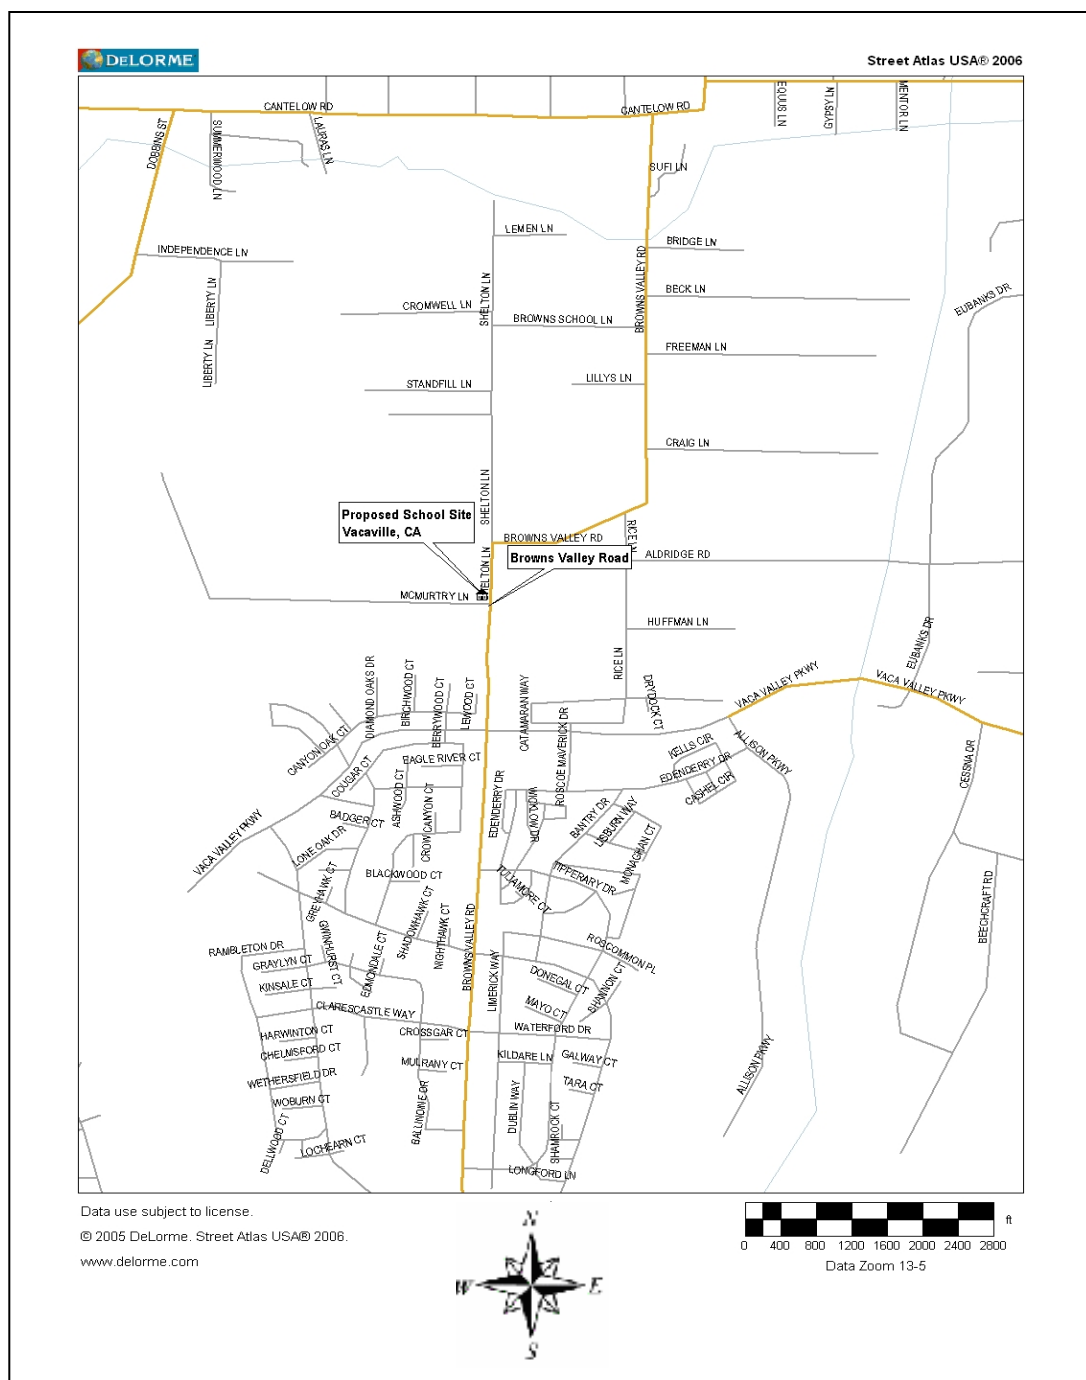 DELORME
Street Atlas USA® 2006
CANTELOW RD
CANTELOW RD
EQUUS LN
GYPSY LN
MENTOR LN
DOBBINS ST
SUMMERWOOD LN
LAURAS LN
SUFI LN
LEMEN LN
BRIDGE LN
INDEPENDENCE LN
BROWNS VALLEY RD
LIBERTY LN
SHELTON LN
CROMWELL LN
BROWNS SCHOOL LN
BECK LN
EUBANKS DR
FREEMAN LN
LIBERTY LN
STANDFILL LN
LILLYS LN
CRAIG LN
SHELTON LN
Proposed School Site
Vacaville, CA
BROWNS VALLEY RD
RICE LN
Browns Valley Road
ALDRIDGE RD
SHELTON LN
MCMURTRY LN
HUFFMAN LN
EUBANKS DR
RICE LN
DIAMOND OAKS DR
BIRCHWOOD CT
BERRYWOOD CT
LEWOOD CT
CATAMARAN WAY
DRYDOCK CT
VACA VALLEY PKWY
VACA VALLEY PKWY
CANYON OAK CT
ROSCOE MAVERICK DR
KELLS CIR
ALLISON PKWY
EAGLE RIVER CT
COUGAR CT
EDENDERRY DR
CASHEL CIR
CESSNA DR
ASHWOOD CT
CROW CANYON CT
EDENDERRY DR
WICKLOW DR
BANTRY DR
LISBURN WAY
BADGER CT
MONAGHAN CT
VACA VALLEY PKWY
LONE OAK DR
BLACKWOOD CT
TULLAMORE CT
TIPPERARY DR
GREYHAWK CT
SHADOWHAWK CT
NIGHTHAWK CT
BROWNS VALLEY RD
BEECHCRAFT RD
GWINHURST CT
EDMONDALE CT
RAMBLETON DR
GRAYLYN CT
KINSALE CT
LIMERICK WAY
ROSCOMMON PL
DONEGAL CT
SHANNON CT
MAYO CT
CLARESCASTLE WAY
CROSSGAR CT
WATERFORD DR
HARWINTON CT
CHELMSFORD CT
MULRANY CT
KILDARE LN
GALWAY CT
WETHERSFIELD DR
TARA CT
WOBURN CT
BALLINDINE DR
DUBLIN WAY
SHAMROCK CT
ALLISON PKWY
DELLWOOD CT
LOCHEARN CT
LONGFORD LN
Data use subject to license.
© 2005 DeLorme. Street Atlas USA® 2006.
www.delorme.com
N
W
E
S
ft
0 400 800 1200 1600 2000 2400 2800
Data Zoom 13-5